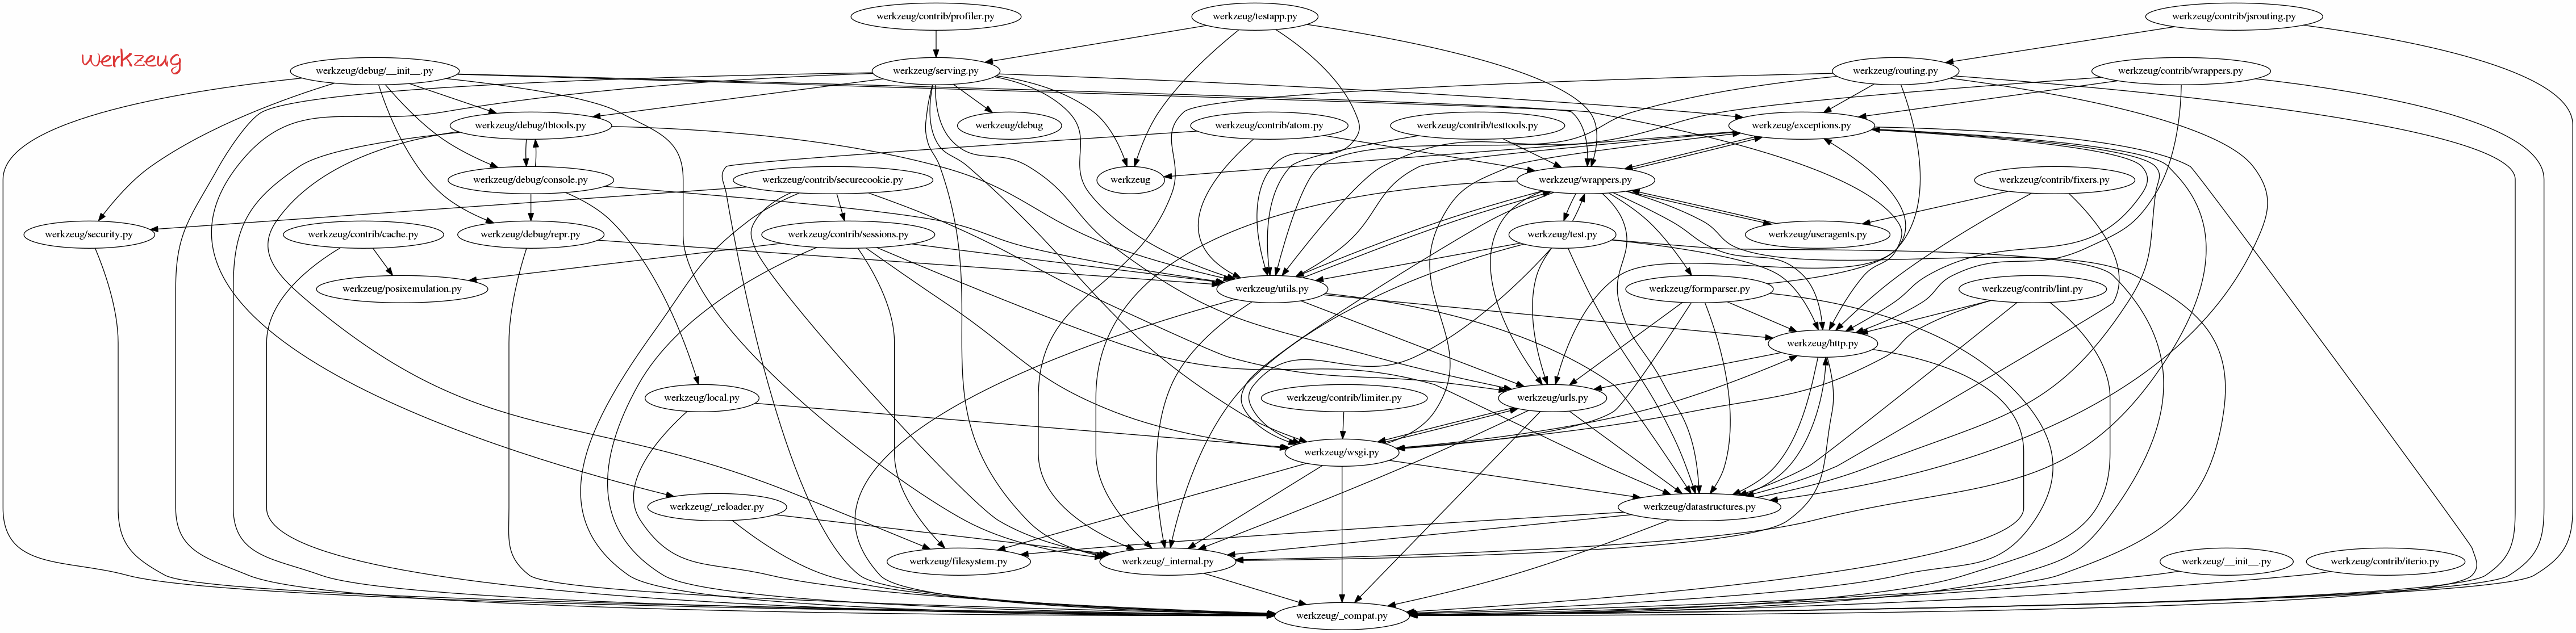 werkzeug/contrib/profiler.py
werkzeug/testapp.py
werkzeug/contrib/jsrouting.py
werkzeug
werkzeug/debug/__init__.py
werkzeug/serving.py
werkzeug/routing.py
werkzeug/contrib/wrappers.py
werkzeug/debug/tbtools.py
werkzeug/debug
werkzeug/contrib/atom.py
werkzeug/contrib/testtools.py
werkzeug/exceptions.py
werkzeug/debug/console.py
werkzeug/contrib/securecookie.py
werkzeug
werkzeug/wrappers.py
werkzeug/contrib/fixers.py
werkzeug/security.py
werkzeug/contrib/cache.py
werkzeug/debug/repr.py
werkzeug/contrib/sessions.py
werkzeug/test.py
werkzeug/useragents.py
werkzeug/posixemulation.py
werkzeug/utils.py
werkzeug/formparser.py
werkzeug/contrib/lint.py
werkzeug/http.py
werkzeug/local.py
werkzeug/contrib/limiter.py
werkzeug/urls.py
werkzeug/wsgi.py
werkzeug/_reloader.py
werkzeug/datastructures.py
werkzeug/filesystem.py
werkzeug/_internal.py
werkzeug/__init__.py
werkzeug/contrib/iterio.py
werkzeug/_compat.py